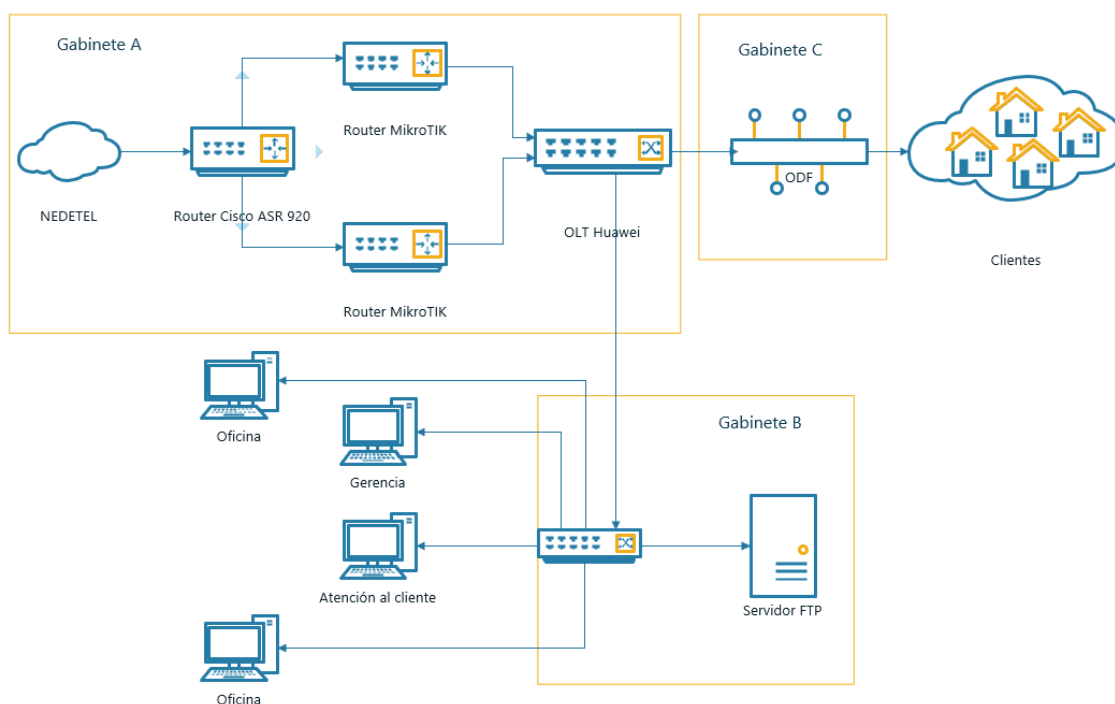 Gabinete A
Gabinete C
Router MikroTIK
NEDETEL
Router Cisco ASR 920
OLT Huawei
ODF
Clientes
Router MikroTIK
Gabinete B
Oficina
Gerencia
Atención al cliente
Servidor FTP
Oficina